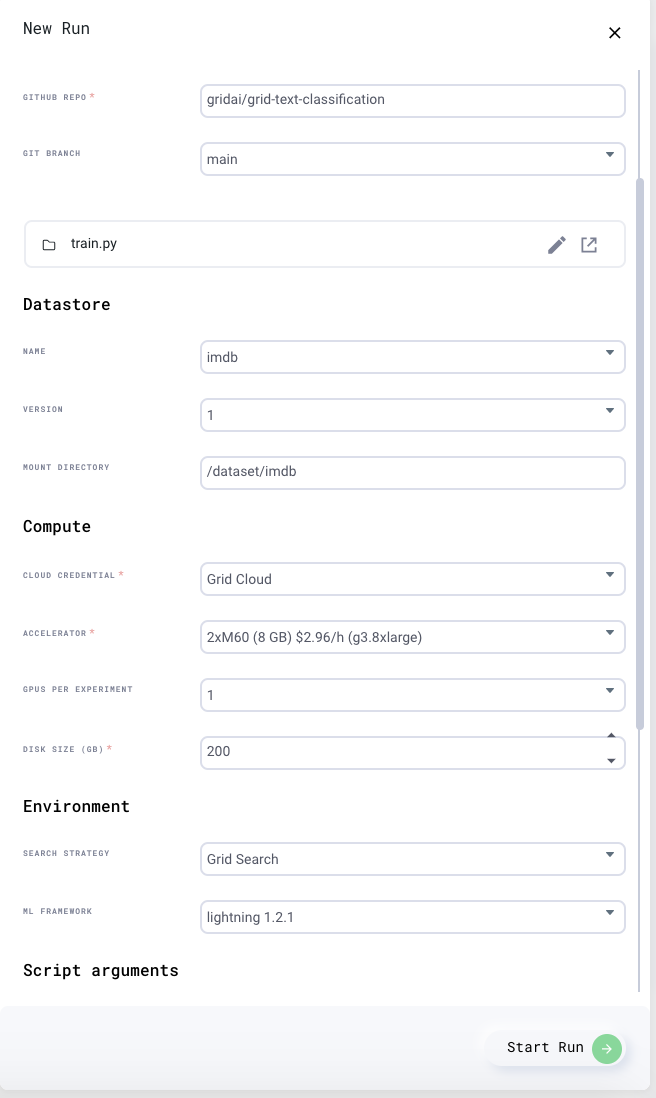 New Run
GITHUB REPO *
gridai/grid-text-classification
GIT BRANCH
main
train.py
Datastore
NAME
imdb
VERSION
1
MOUNT DIRECTORY
/dataset/imdb
Compute
CLOUD CREDENTIAL *
Grid Cloud
ACCELERATOR *
2xM60 (8 GB) $2.96/h (g3.8xlarge)
GPUS PER EXPERIMENT
1
DISK SIZE (GB) *
200
Environment
SEARCH STRATEGY
Grid Search
ML FRAMEWORK
lightning 1.2.1
Script arguments
Start Run